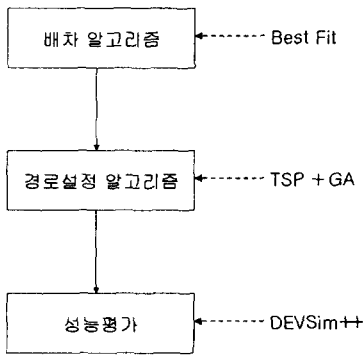 배차 알고리즘
Best Fit
경로설정 알고리즘
TSP + GA
성능평가
DEVSim++